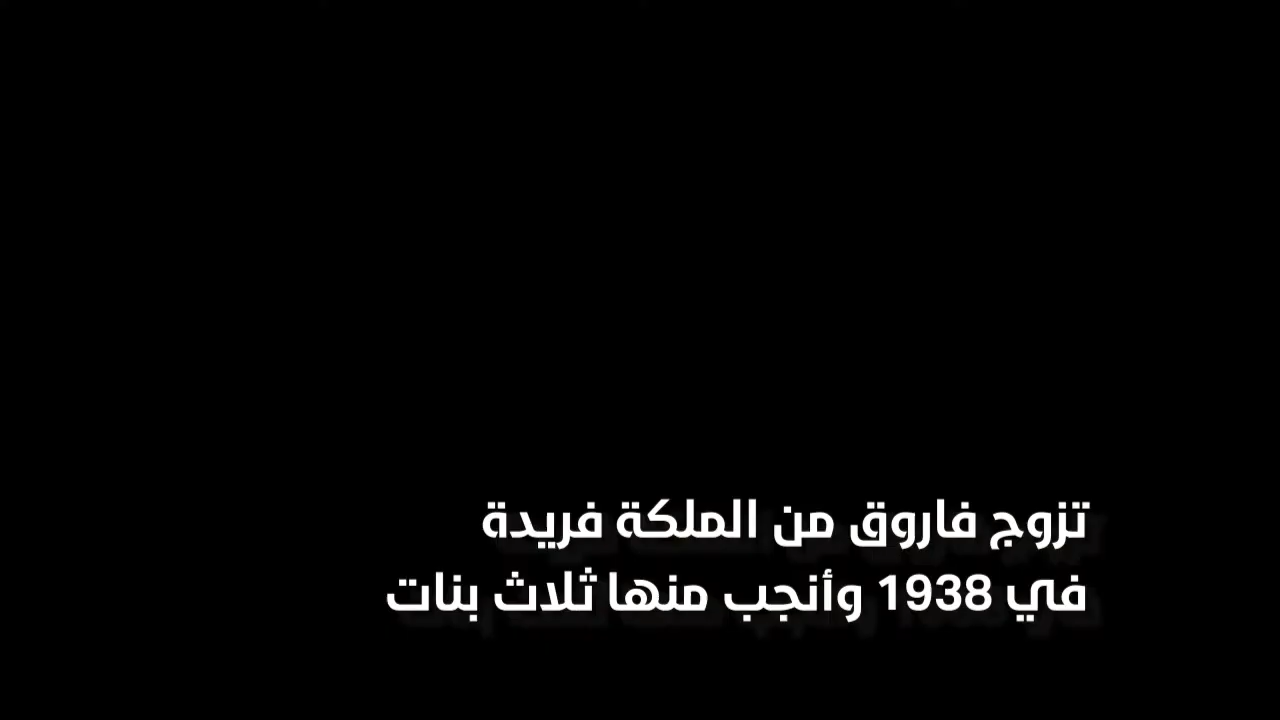 تزوج فاروق من الملكة فريدة
في 1938 وأنجب منها ثلاث بنات